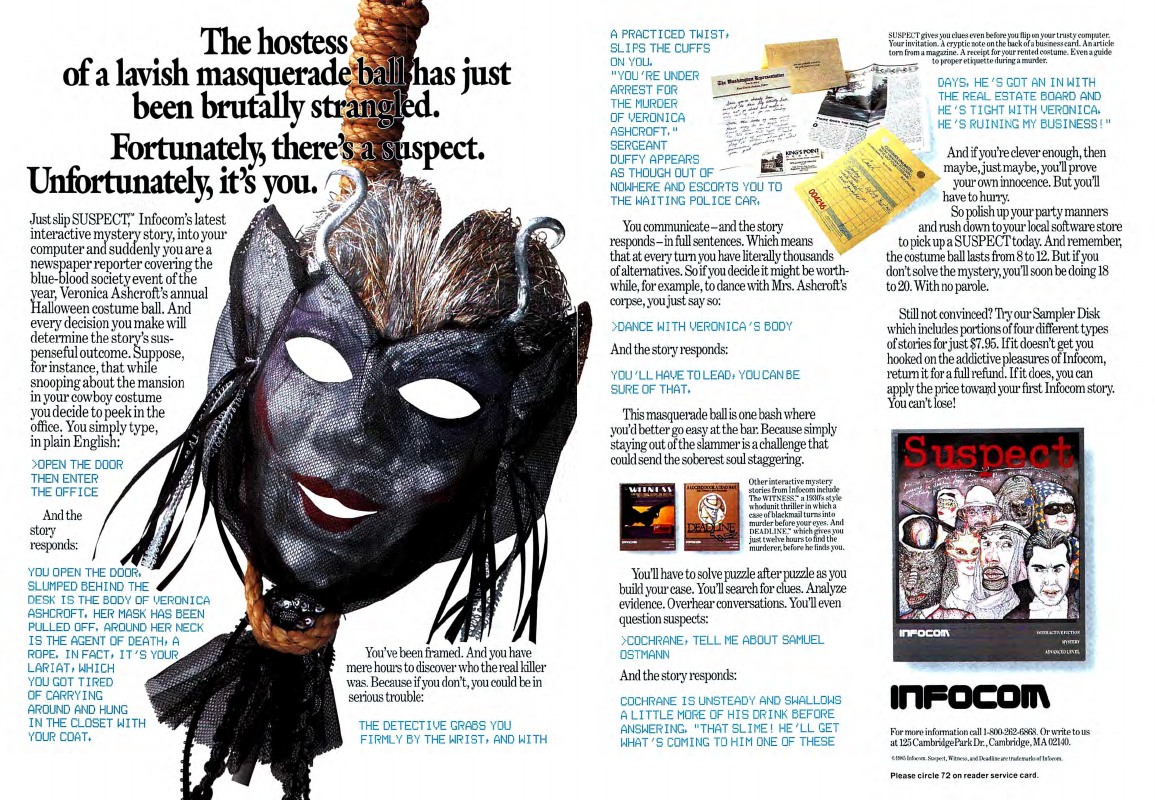 The hostess
of a lavish masquerade ball has just
been brutally strangled.
Fortunately, there's a suspect.
Unfortunately, it's you.
Just slip SUSPECT,™ Infocom's latest
interactive mystery story, into your
computer and suddenly you are a
newspaper reporter covering the
blue-blood society event of the
year, Veronica Ashcroft's annual
Halloween costume ball. And
every decision you make will
determine the story's sus-
penseful outcome. Suppose,
for instance, that while
snooping about the mansion
in your cowboy costume
you decide to peek in the
office. You simply type,
in plain English:
>OPEN THE DOOR
THEN ENTER
THE OFFICE
And the
story
responds:
YOU OPEN THE DOOR.
SLUMPED BEHIND THE
DESK IS THE BODY OF VERONICA
ASHCROFT. HER MASK HAS BEEN
PULLED OFF. AROUND HER NECK
IS THE AGENT OF DEATH, A
ROPE. IN FACT, IT'S YOUR
LARIAT, WHICH
YOU GOT TIRED
OF CARRYING
AROUND AND HUNG
IN THE CLOSET WITH
YOUR COAT.
You've been framed. And you have
mere hours to discover who the real killer
was. Because if you don't, you could be in
serious trouble:
THE DETECTIVE GRABS YOU
FIRMLY BY THE WRIST, AND WITH
A PRACTICED TWIST,
SLIPS THE CUFFS
ON YOU.
"YOU'RE UNDER
ARREST FOR
THE MURDER
OF VERONICA
ASHCROFT."
SERGEANT
DUFFY APPEARS
AS THOUGH OUT OF
NOWHERE AND ESCORTS YOU TO
THE WAITING POLICE CAR.
The Washington Representative
KING'S POINT
004216
You communicate – and the story
responds – in full sentences. Which means
that at every turn you have literally thousands
of alternatives. So if you decide it might be worth-
while, for example, to dance with Mrs. Ashcroft's
corpse, you just say so:
>DANCE WITH VERONICA'S BODY
And the story responds:
YOU'LL HAVE TO LEAD, YOU CAN BE
SURE OF THAT.
This masquerade ball is one bash where
you'd better go easy at the bar. Because simply
staying out of the slammer is a challenge that
could send the soberest soul staggering.
WITNESS
DEADLINE
Other interactive mystery
stories from Infocom include
The WITNESS,™ a 1930's style
whodunit thriller in which a
case of blackmail turns into
murder before your eyes. And
DEADLINE,™ which gives you
just twelve hours to find the
murderer, before he finds you.
You'll have to solve puzzle after puzzle as you
build your case. You'll search for clues. Analyze
evidence. Overhear conversations. You'll even
question suspects:
>COCHRANE, TELL ME ABOUT SAMUEL
OSTMANN
And the story responds:
COCHRANE IS UNSTEADY AND SWALLOWS
A LITTLE MORE OF HIS DRINK BEFORE
ANSWERING. "THAT SLIME! HE'LL GET
WHAT'S COMING TO HIM ONE OF THESE
SUSPECT gives you clues even before you flip on your trusty computer.
Your invitation. A cryptic note on the back of a business card. An article
torn from a magazine. A receipt for your rented costume. Even a guide
to proper etiquette during a murder.
DAYS. HE'S GOT AN IN WITH
THE REAL ESTATE BOARD AND
HE'S TIGHT WITH VERONICA.
HE'S RUINING MY BUSINESS!"
And if you're clever enough, then
maybe, just maybe, you'll prove
your own innocence. But you'll
have to hurry.
So polish up your party manners
and rush down to your local software store
to pick up a SUSPECT today. And remember,
the costume ball lasts from 8 to 12. But if you
don't solve the mystery, you'll soon be doing 18
to 20. With no parole.
Still not convinced? Try our Sampler Disk
which includes portions of four different types
of stories for just $7.95. If it doesn't get you
hooked on the addictive pleasures of Infocom,
return it for a full refund. If it does, you can
apply the price toward your first Infocom story.
You can't lose!
Suspect
INFOCOM
INTERACTIVE FICTION
MYSTERY
ADVANCED LEVEL
INFOCOM
For more information call 1-800-262-6868. Or write to us
at 125 CambridgePark Dr., Cambridge, MA 02140.
©1985 Infocom. Suspect, Witness, and Deadline are trademarks of Infocom.
Please circle 72 on reader service card.